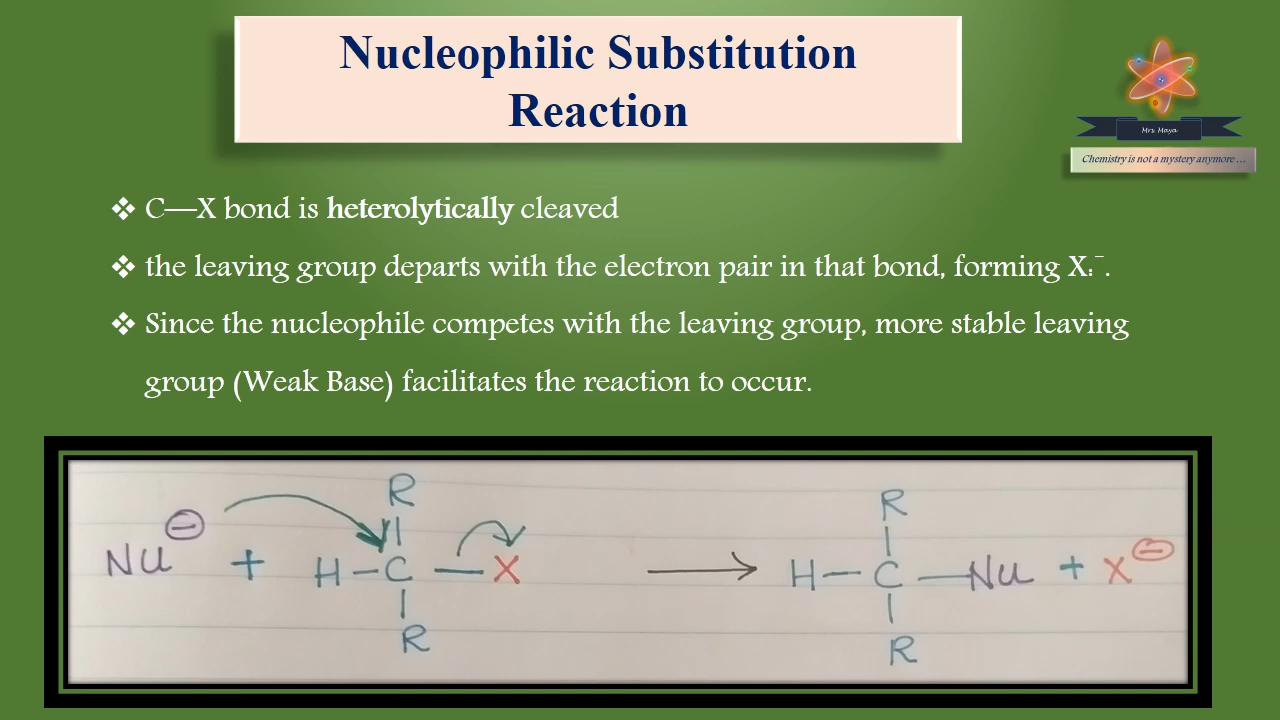 Nucleophilic Substitution
Reaction
Mrs. Maya
Chemistry is not a mystery anymore ...
❖ C—X bond is heterolytically cleaved
❖ the leaving group departs with the electron pair in that bond, forming X:⁻.
❖ Since the nucleophile competes with the leaving group, more stable leaving
group (Weak Base) facilitates the reaction to occur.
R R
Nu⊖ + H–C–X → H–C–Nu + X⊖
R R